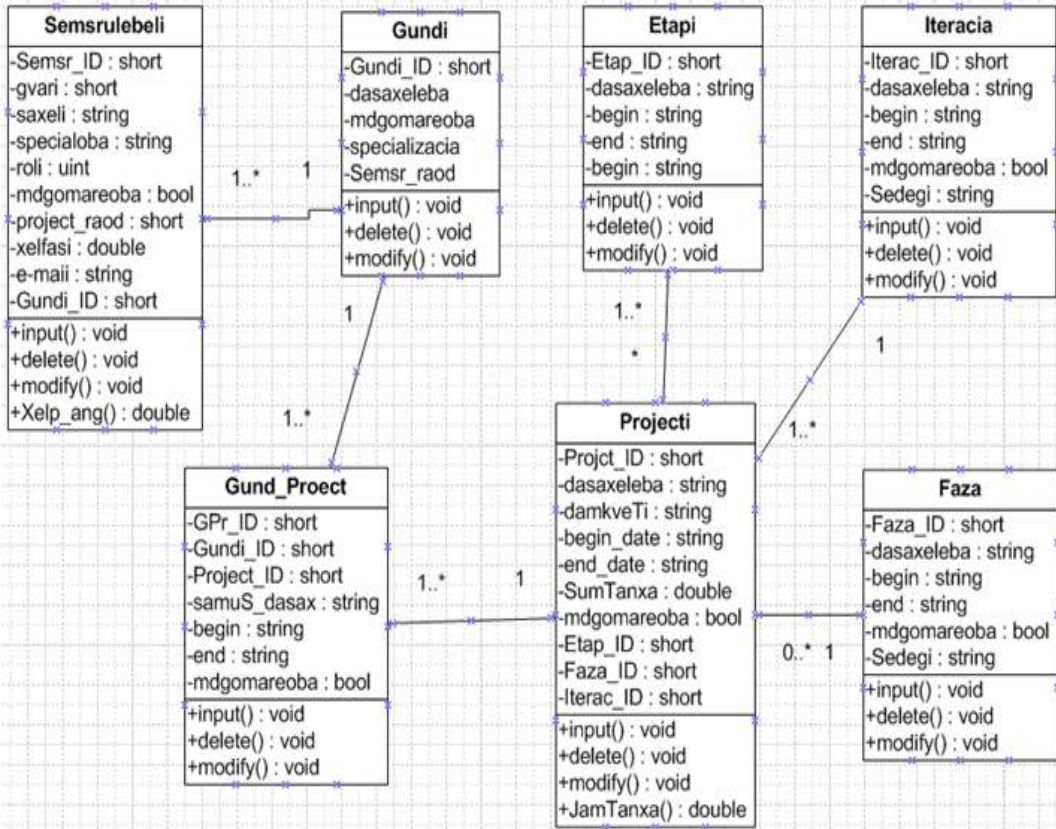 Semsrulebeli
-Semsr_ID : short
-gvari : short
-saxeli : string
-specialoba : string
-roli : uint
-mdgomareoba : bool
-project_raod : short
-xelfasi : double
-e-maii : string
-Gundi_ID : short
+input() : void
+delete() : void
+modify() : void
+Xelp_ang() : double
1..*
1
Gundi
-Gundi_ID : short
-dasaxeleba
-mdgomareoba
-specializacia
-Semsr_raod
+input() : void
+delete() : void
+modify() : void
1
1..*
Etapi
-Etap_ID : short
-dasaxeleba : string
-begin : string
-end : string
-begin : string
+input() : void
+delete() : void
+modify() : void
1..*
*
Iteracia
-Iterac_ID : short
-dasaxeleba : string
-begin : string
-end : string
-mdgomareoba : bool
-Sedegi : string
+input() : void
+delete() : void
+modify() : void
1
1..*
Gund_Proect
-GPr_ID : short
-Gundi_ID : short
-Project_ID : short
-samuS_dasax : string
-begin : string
-end : string
-mdgomareoba : bool
+input() : void
+delete() : void
+modify() : void
1..*
1
Projecti
-Projct_ID : short
-dasaxeleba : string
-damkveTi : string
-begin_date : string
-end_date : string
-SumTanxa : double
-mdgomareoba : bool
-Etap_ID : short
-Faza_ID : short
-Iterac_ID : short
+input() : void
+delete() : void
+modify() : void
+JamTanxa() : double
0..*
1
Faza
-Faza_ID : short
-dasaxeleba : string
-begin : string
-end : string
-mdgomareoba : bool
-Sedegi : string
+input() : void
+delete() : void
+modify() : void